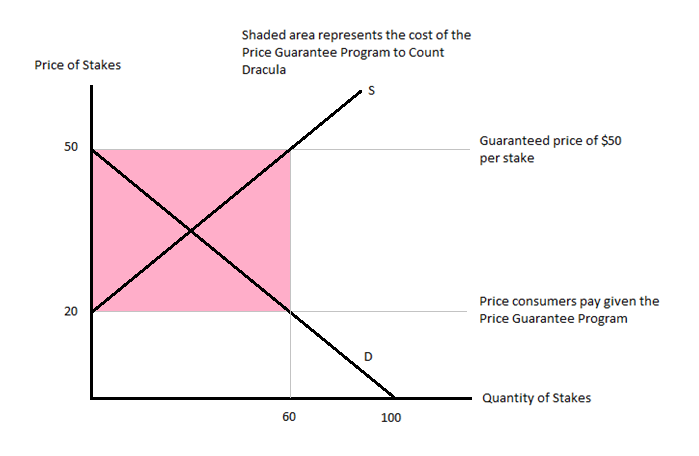 Shaded area represents the cost of the
Price Guarantee Program to Count
Dracula
Price of Stakes
S
50
Guaranteed price of $50
per stake
20
Price consumers pay given the
Price Guarantee Program
D
Quantity of Stakes
60
100